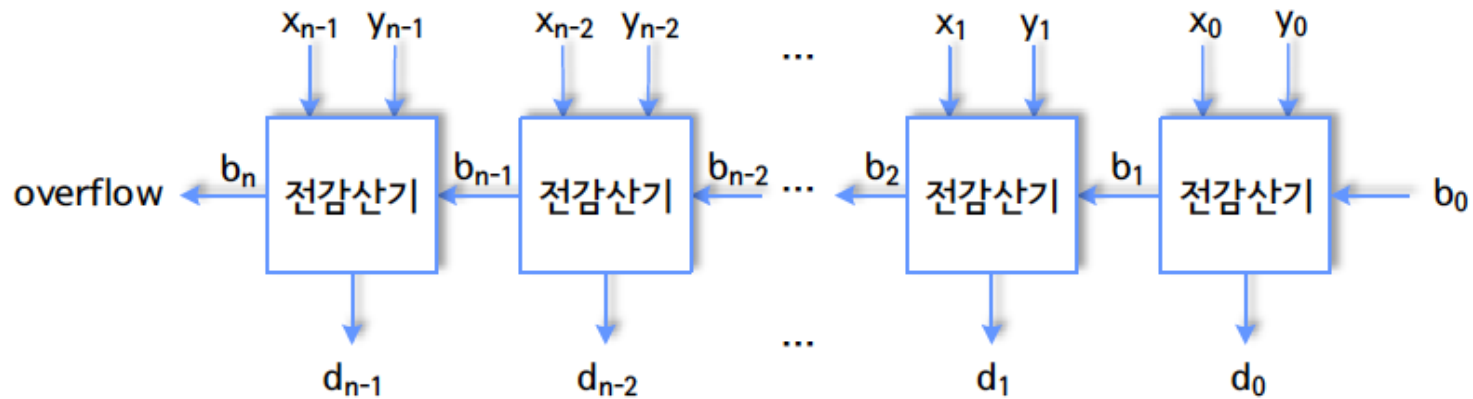 xₙ₋₁ yₙ₋₁ xₙ₋₂ yₙ₋₂ ... x₁ y₁ x₀ y₀
overflow bₙ 전감산기 bₙ₋₁ 전감산기 bₙ₋₂ ... b₂ 전감산기 b₁ 전감산기 b₀
dₙ₋₁ dₙ₋₂ ... d₁ d₀